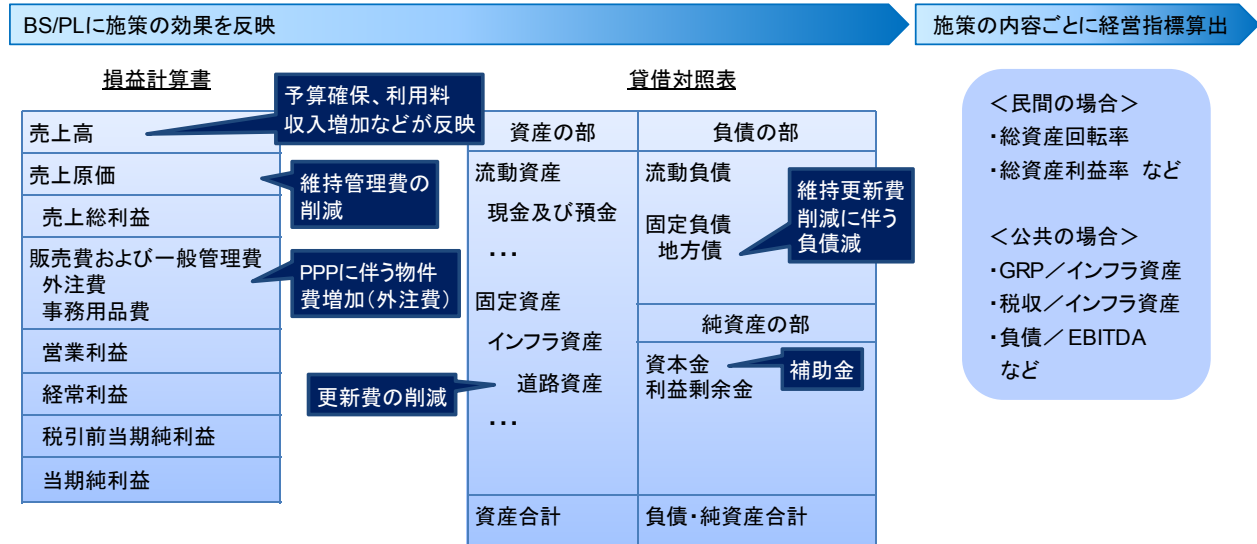 BS/PLに施策の効果を反映
施策の内容ごとに経営指標算出
損益計算書
売上高
予算確保、利用料
収入増加などが反映
売上原価
維持管理費の
削減
売上総利益
販売費および一般管理費
外注費
事務用品費
PPPに伴う物件
費増加(外注費)
営業利益
経常利益
税引前当期純利益
当期純利益
貸借対照表
資産の部
流動資産
現金及び預金
・・・
固定資産
インフラ資産
道路資産
更新費の削減
・・・
資産合計
負債の部
流動負債
固定負債
地方債
維持更新費
削減に伴う
負債減
純資産の部
資本金
利益剰余金
補助金
負債・純資産合計
＜民間の場合＞
・総資産回転率
・総資産利益率 など
＜公共の場合＞
・GRP／インフラ資産
・税収／インフラ資産
・負債／EBITDA
など